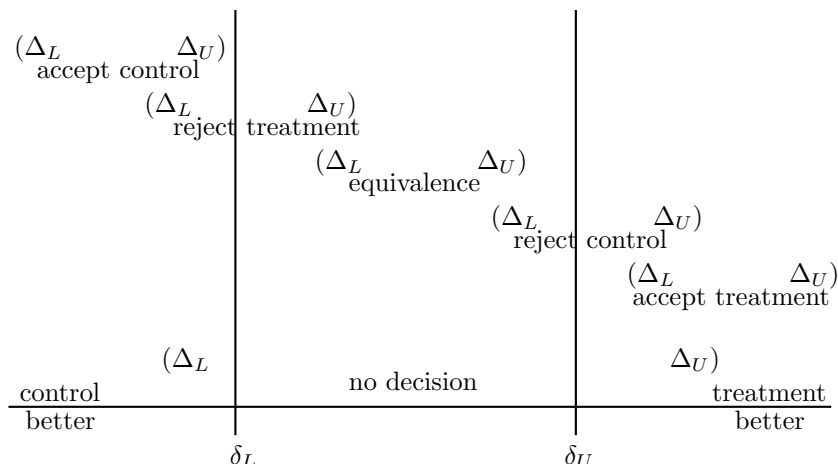 (Δ_L Δ_U)
accept control
(Δ_L Δ_U)
reject treatment
(Δ_L Δ_U)
equivalence
(Δ_L Δ_U)
reject control
(Δ_L Δ_U)
accept treatment
(Δ_L Δ_U)
no decision
control treatment
better better
δ_L δ_U